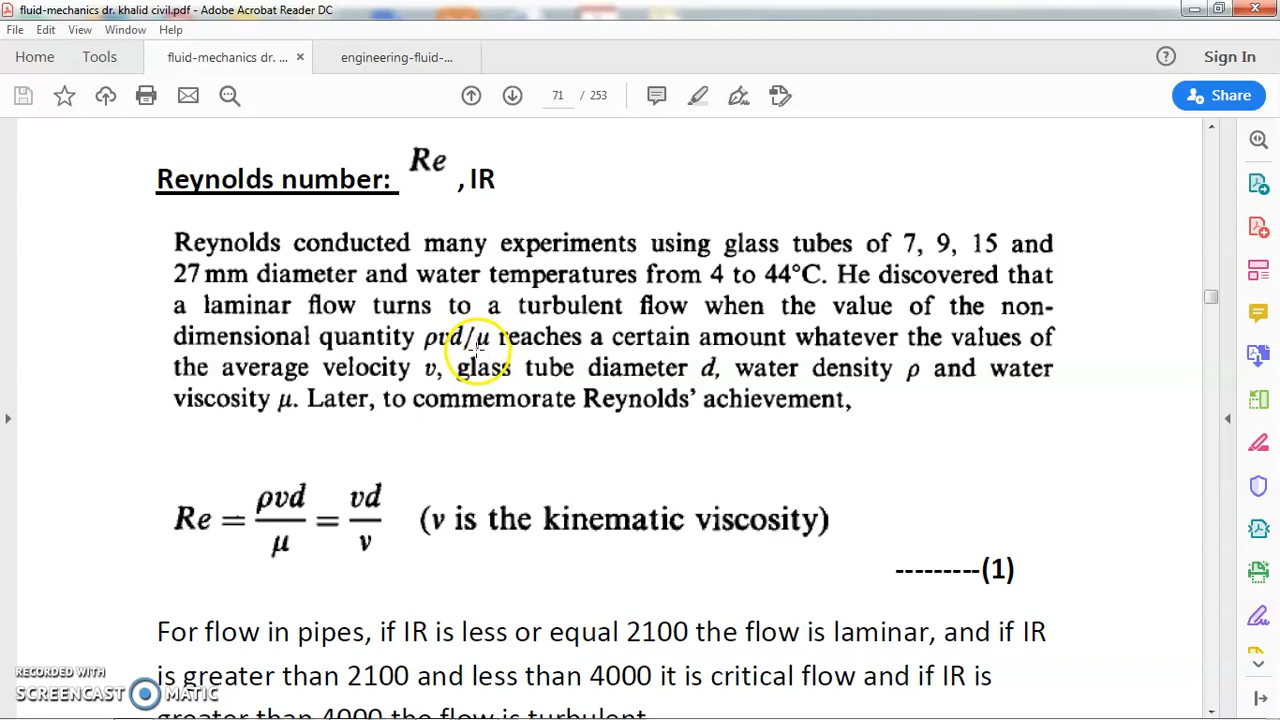 fluid-mechanics dr. khalid civil.pdf - Adobe Acrobat Reader DC
File Edit View Window Help
Home Tools fluid-mechanics dr. ... × engineering-fluid-... Sign In
71 / 253 Share
Reynolds number: Re , IR
Reynolds conducted many experiments using glass tubes of 7, 9, 15 and
27 mm diameter and water temperatures from 4 to 44°C. He discovered that
a laminar flow turns to a turbulent flow when the value of the non-
dimensional quantity ρvd/μ reaches a certain amount whatever the values of
the average velocity v, glass tube diameter d, water density ρ and water
viscosity μ. Later, to commemorate Reynolds' achievement,
Re = ρvd/μ = vd/ν (ν is the kinematic viscosity)
---------(1)
For flow in pipes, if IR is less or equal 2100 the flow is laminar, and if IR
is greater than 2100 and less than 4000 it is critical flow and if IR is
greater than 4000 the flow is turbulent
RECORDED WITH
SCREENCAST MATIC